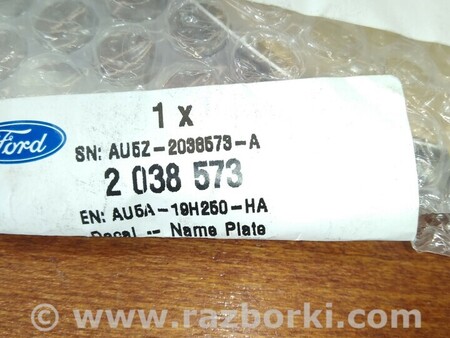 Ford
1 x
SN: AU5Z-2038573-A
2 038 573
EN: AU5A-19H250-HA
Decal -- Name Plate
© www.razborki.com